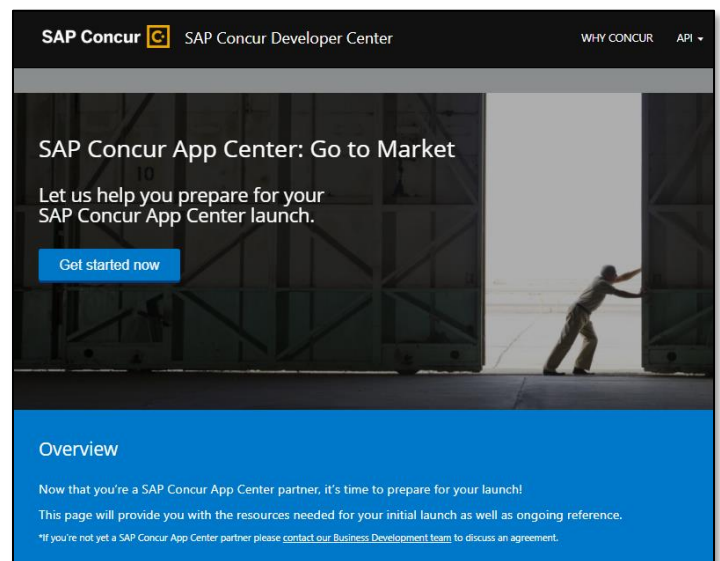 SAP Concur C. SAP Concur Developer Center WHY CONCUR API
SAP Concur App Center: Go to Market
10
Let us help you prepare for your
SAP Concur App Center launch.
Get started now
Overview
Now that you're a SAP Concur App Center partner, it's time to prepare for your launch!
This page will provide you with the resources needed for your initial launch as well as ongoing reference.
*If you're not yet a SAP Concur App Center partner please contact our Business Development team to discuss an agreement.